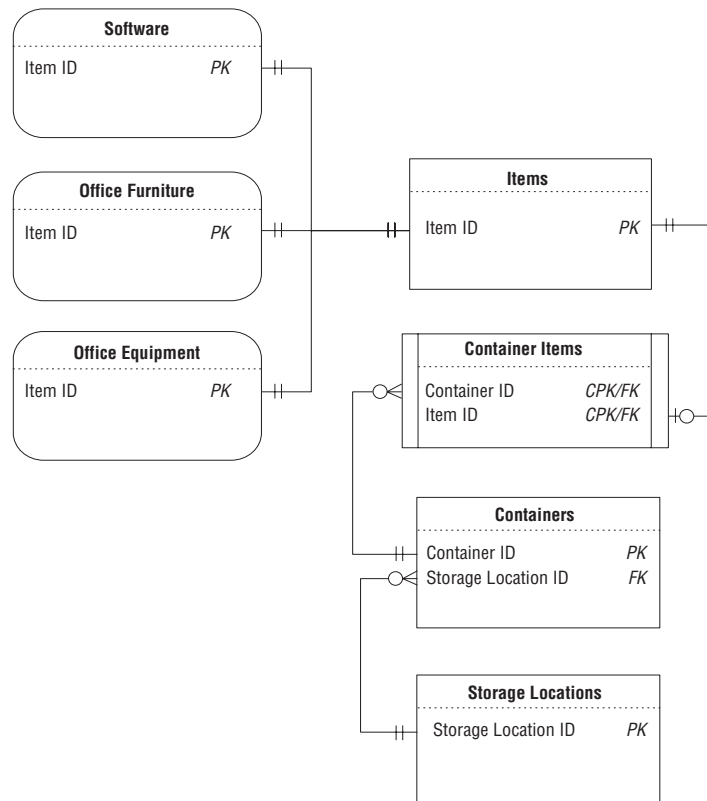 Software
Item ID PK
Office Furniture
Item ID PK
Office Equipment
Item ID PK
Items
Item ID PK
Container Items
Container ID CPK/FK
Item ID CPK/FK
Containers
Container ID PK
Storage Location ID FK
Storage Locations
Storage Location ID PK